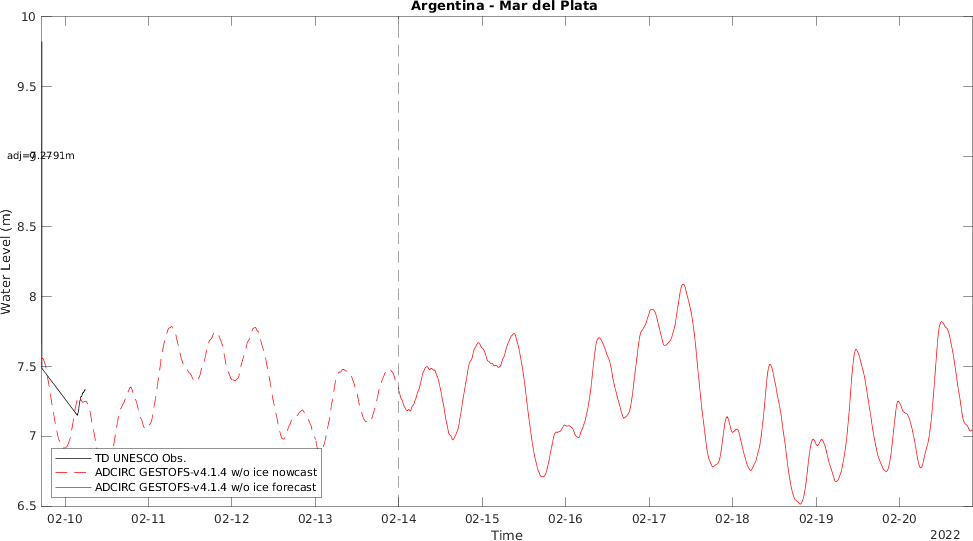 Argentina - Mar del Plata
10
9.5
9
adj=7.2791m
8.5
8
7.5
7
6.5
Water Level (m)
TD UNESCO Obs.
ADCIRC GESTOFS-v4.1.4 w/o ice nowcast
ADCIRC GESTOFS-v4.1.4 w/o ice forecast
02-10 02-11 02-12 02-13 02-14 02-15 02-16 02-17 02-18 02-19 02-20
Time
2022